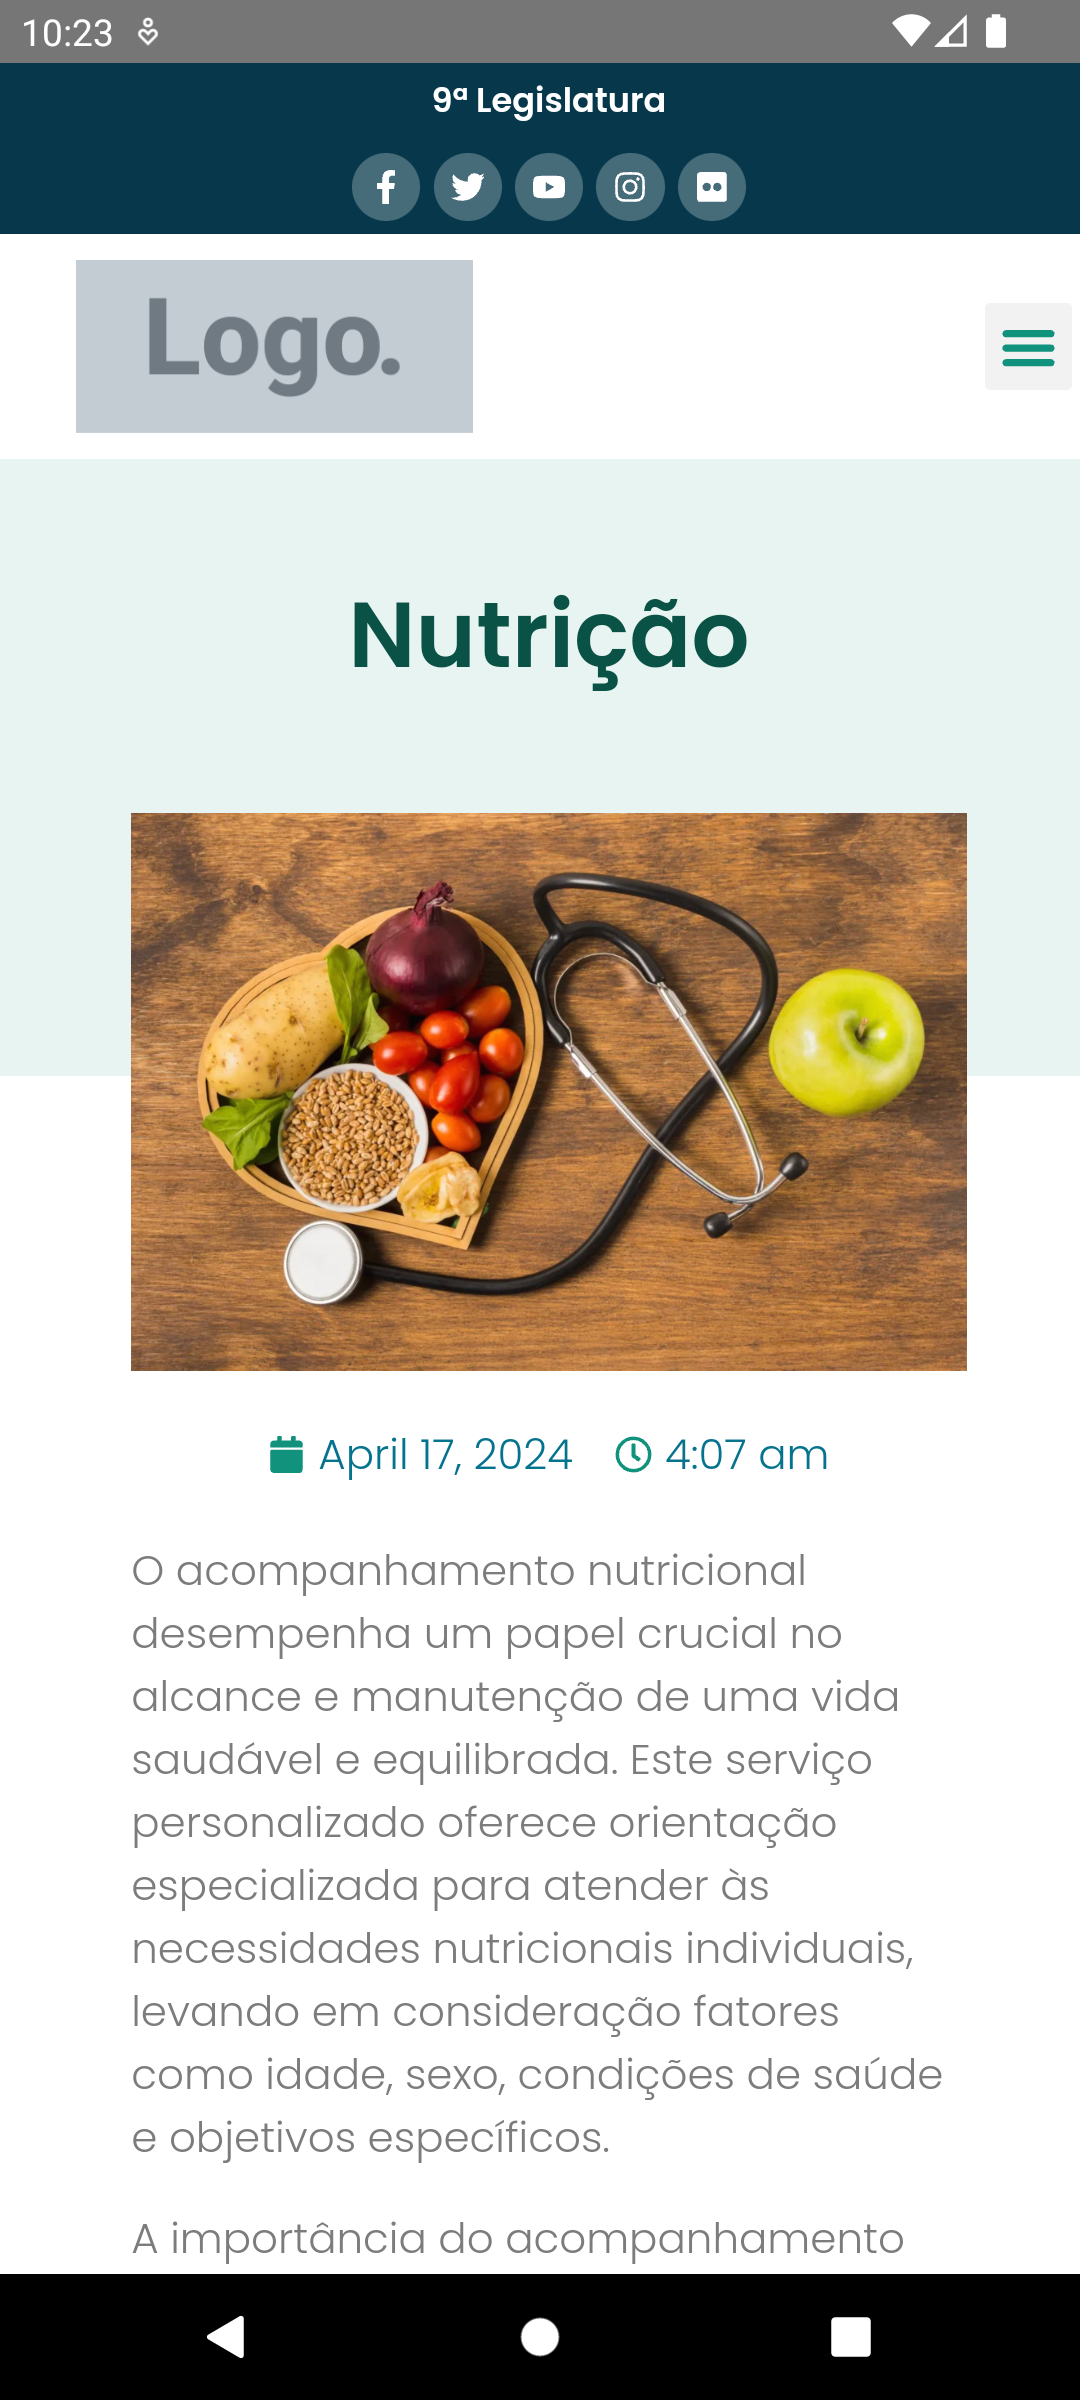 10:23
9ª Legislatura
Logo.
Nutrição
April 17, 2024 4:07 am
O acompanhamento nutricional
desempenha um papel crucial no
alcance e manutenção de uma vida
saudável e equilibrada. Este serviço
personalizado oferece orientação
especializada para atender às
necessidades nutricionais individuais,
levando em consideração fatores
como idade, sexo, condições de saúde
e objetivos específicos.
A importância do acompanhamento